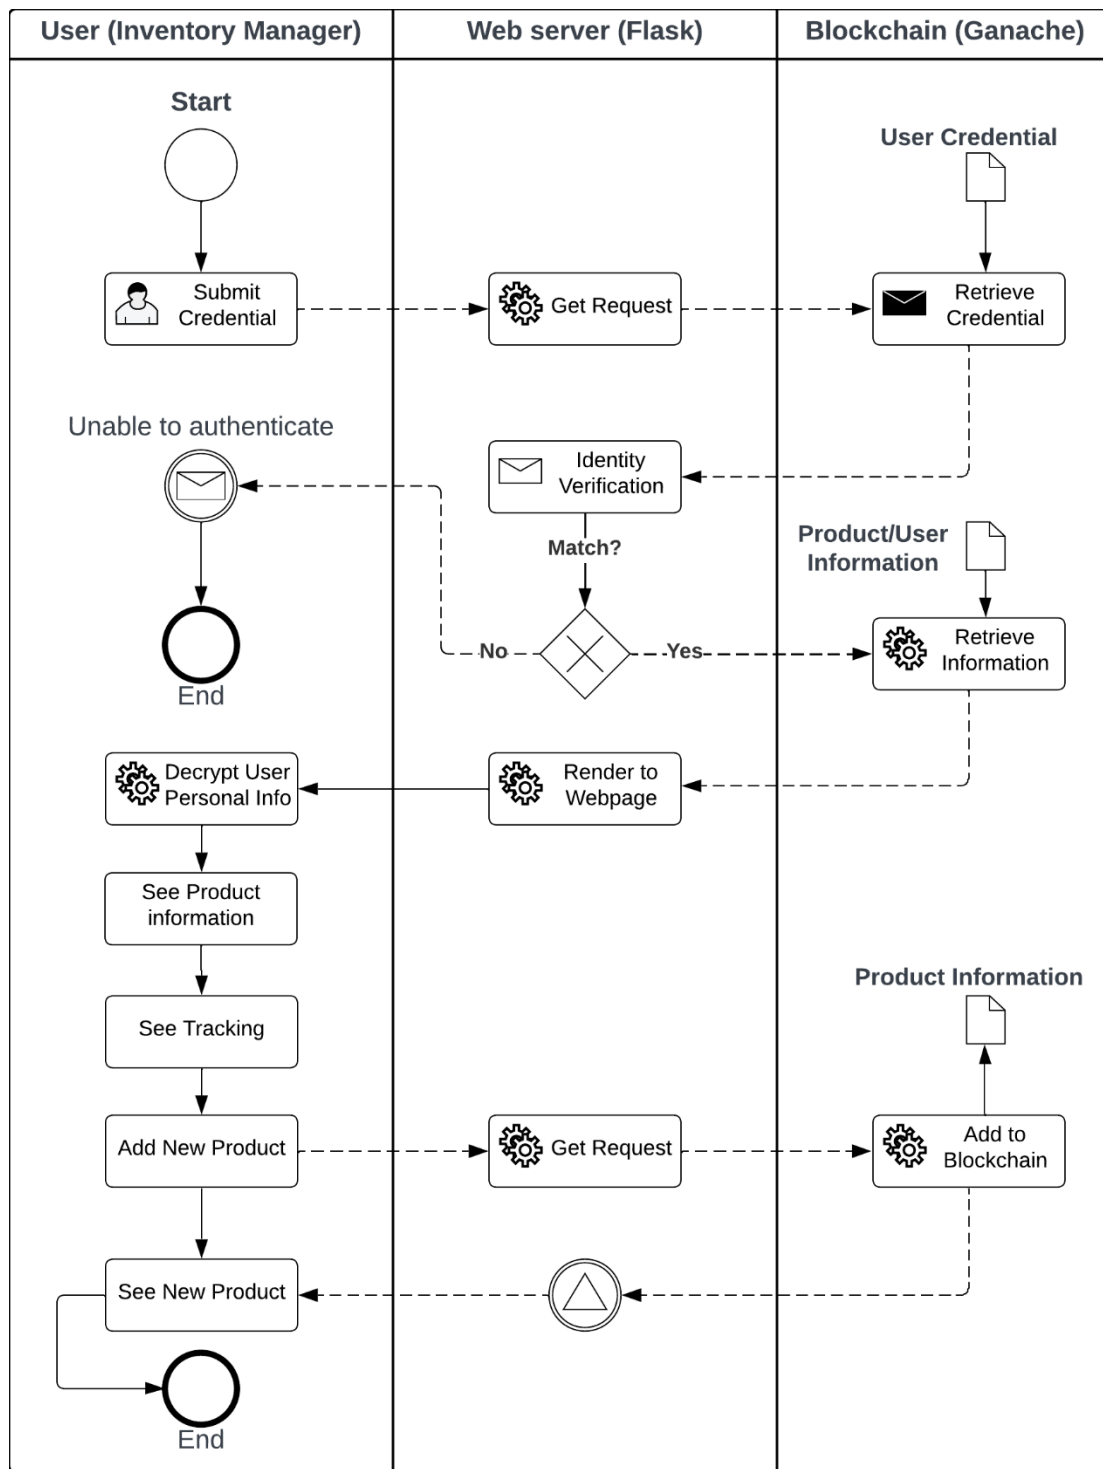 User (Inventory Manager)
Web server (Flask)
Blockchain (Ganache)
Start
User Credential
Submit
Credential
Get Request
Retrieve
Credential
Unable to authenticate
Identity
Verification
Match?
Product/User
Information
No
Yes
Retrieve
Information
End
Decrypt User
Personal Info
Render to
Webpage
See Product
information
See Tracking
Product Information
Add New Product
Get Request
Add to
Blockchain
See New Product
End